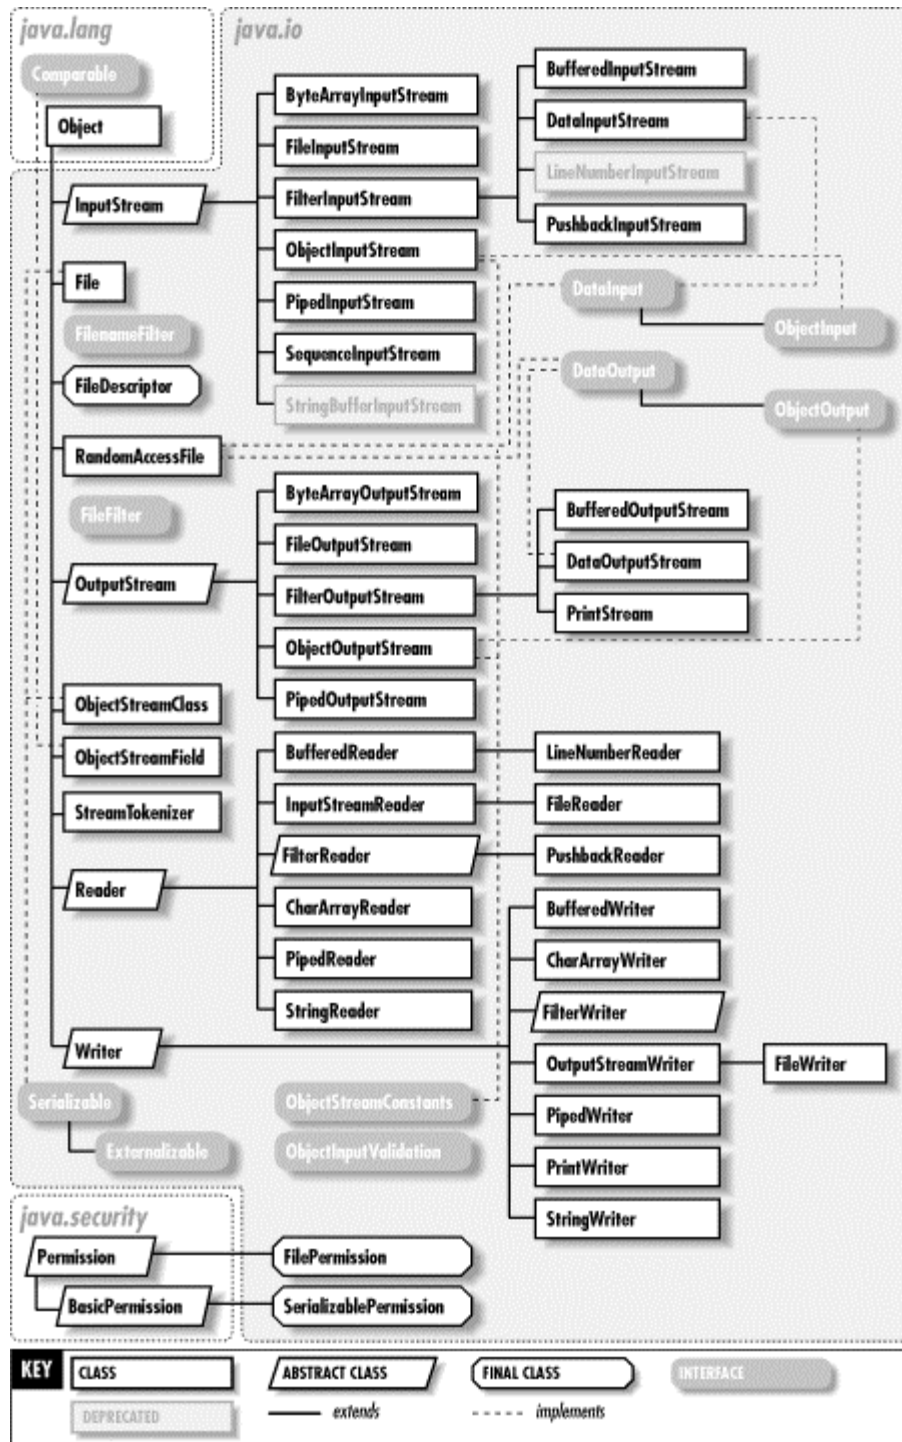 java.lang
java.io
Comparable
Object
InputStream
ByteArrayInputStream
FileInputStream
FilterInputStream
ObjectInputStream
PipedInputStream
SequenceInputStream
StringBufferInputStream
BufferedInputStream
DataInputStream
LineNumberInputStream
PushbackInputStream
File
FilenameFilter
FileDescriptor
RandomAccessFile
FileFilter
DataInput
ObjectInput
DataOutput
ObjectOutput
OutputStream
ByteArrayOutputStream
FileOutputStream
FilterOutputStream
ObjectOutputStream
PipedOutputStream
BufferedOutputStream
DataOutputStream
PrintStream
ObjectStreamClass
ObjectStreamField
StreamTokenizer
Reader
BufferedReader
InputStreamReader
FilterReader
CharArrayReader
PipedReader
StringReader
LineNumberReader
FileReader
PushbackReader
Writer
BufferedWriter
CharArrayWriter
FilterWriter
OutputStreamWriter
FileWriter
PipedWriter
PrintWriter
StringWriter
Serializable
Externalizable
ObjectStreamConstants
ObjectInputValidation
java.security
Permission
FilePermission
BasicPermission
SerializablePermission
KEY
CLASS
ABSTRACT CLASS
FINAL CLASS
INTERFACE
DEPRECATED
extends
implements